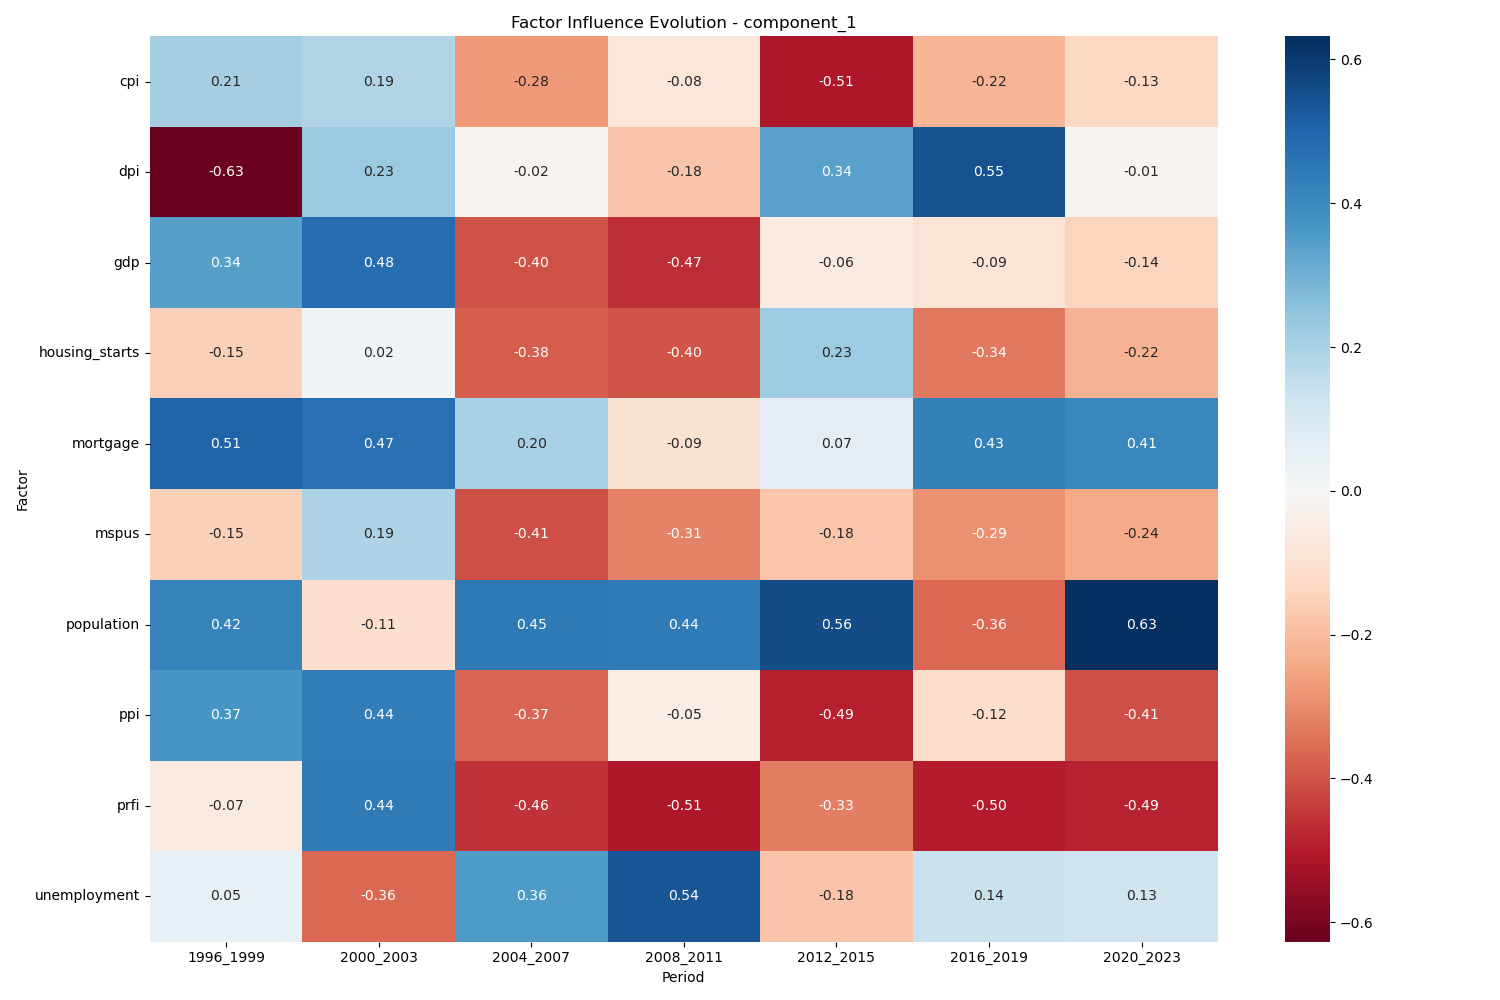 Factor Influence Evolution - component_1
cpi 0.21 0.19 -0.28 -0.08 -0.51 -0.22 -0.13
dpi -0.63 0.23 -0.02 -0.18 0.34 0.55 -0.01
gdp 0.34 0.48 -0.40 -0.47 -0.06 -0.09 -0.14
housing_starts -0.15 0.02 -0.38 -0.40 0.23 -0.34 -0.22
mortgage 0.51 0.47 0.20 -0.09 0.07 0.43 0.41
mspus -0.15 0.19 -0.41 -0.31 -0.18 -0.29 -0.24
population 0.42 -0.11 0.45 0.44 0.56 -0.36 0.63
ppi 0.37 0.44 -0.37 -0.05 -0.49 -0.12 -0.41
prfi -0.07 0.44 -0.46 -0.51 -0.33 -0.50 -0.49
unemployment 0.05 -0.36 0.36 0.54 -0.18 0.14 0.13
1996_1999 2000_2003 2004_2007 2008_2011 2012_2015 2016_2019 2020_2023
Period
Factor
0.6
0.4
0.2
0.0
−0.2
−0.4
−0.6